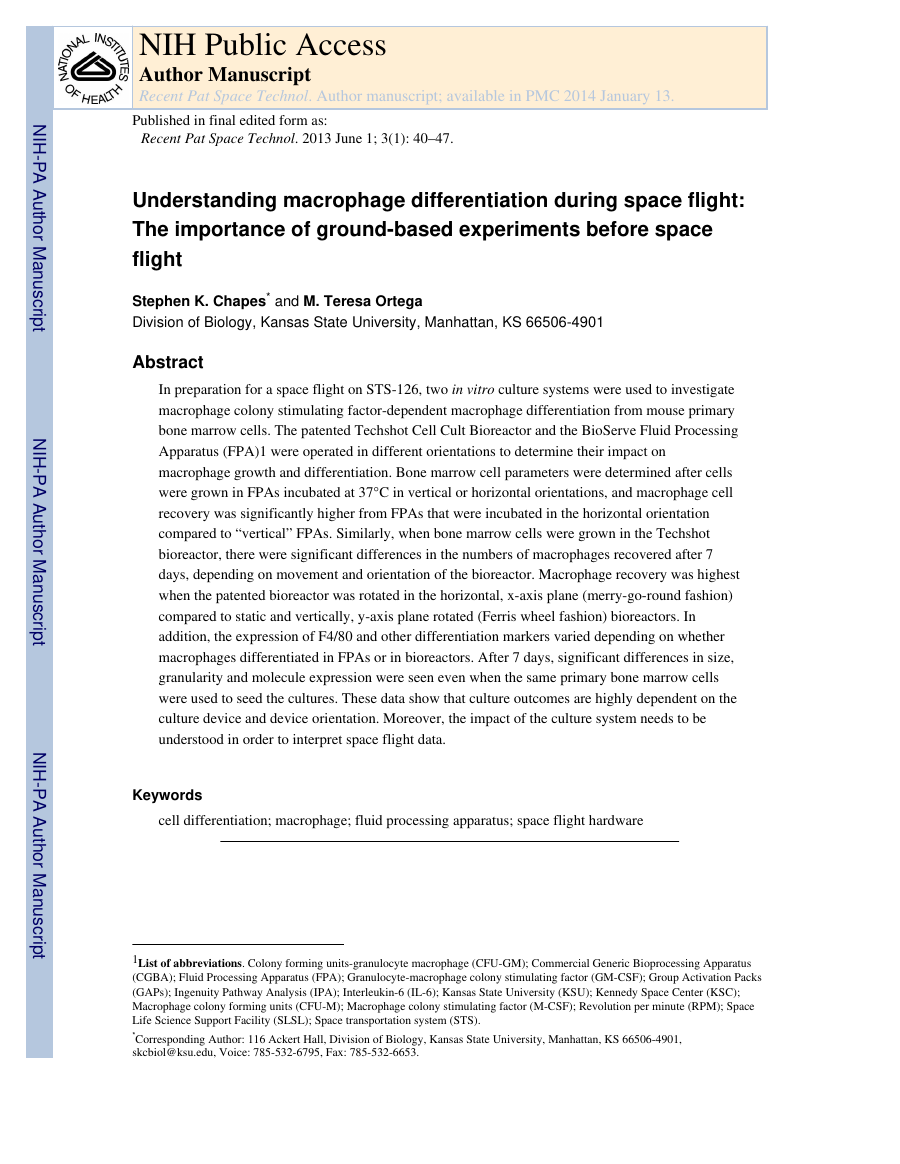 NATIONAL INSTITUTES
OF HEALTH
NIH Public Access
Author Manuscript
Recent Pat Space Technol. Author manuscript; available in PMC 2014 January 13.
Published in final edited form as:
Recent Pat Space Technol. 2013 June 1; 3(1): 40–47.
NIH-PA Author Manuscript
NIH-PA Author Manuscript
NIH-PA Author Manuscript
Understanding macrophage differentiation during space flight:
The importance of ground-based experiments before space
flight
Stephen K. Chapes* and M. Teresa Ortega
Division of Biology, Kansas State University, Manhattan, KS 66506-4901
Abstract
In preparation for a space flight on STS-126, two in vitro culture systems were used to investigate
macrophage colony stimulating factor-dependent macrophage differentiation from mouse primary
bone marrow cells. The patented Techshot Cell Cult Bioreactor and the BioServe Fluid Processing
Apparatus (FPA)1 were operated in different orientations to determine their impact on
macrophage growth and differentiation. Bone marrow cell parameters were determined after cells
were grown in FPAs incubated at 37°C in vertical or horizontal orientations, and macrophage cell
recovery was significantly higher from FPAs that were incubated in the horizontal orientation
compared to “vertical” FPAs. Similarly, when bone marrow cells were grown in the Techshot
bioreactor, there were significant differences in the numbers of macrophages recovered after 7
days, depending on movement and orientation of the bioreactor. Macrophage recovery was highest
when the patented bioreactor was rotated in the horizontal, x-axis plane (merry-go-round fashion)
compared to static and vertically, y-axis plane rotated (Ferris wheel fashion) bioreactors. In
addition, the expression of F4/80 and other differentiation markers varied depending on whether
macrophages differentiated in FPAs or in bioreactors. After 7 days, significant differences in size,
granularity and molecule expression were seen even when the same primary bone marrow cells
were used to seed the cultures. These data show that culture outcomes are highly dependent on the
culture device and device orientation. Moreover, the impact of the culture system needs to be
understood in order to interpret space flight data.
Keywords
cell differentiation; macrophage; fluid processing apparatus; space flight hardware
1List of abbreviations. Colony forming units-granulocyte macrophage (CFU-GM); Commercial Generic Bioprocessing Apparatus
(CGBA); Fluid Processing Apparatus (FPA); Granulocyte-macrophage colony stimulating factor (GM-CSF); Group Activation Packs
(GAPs); Ingenuity Pathway Analysis (IPA); Interleukin-6 (IL-6); Kansas State University (KSU); Kennedy Space Center (KSC);
Macrophage colony forming units (CFU-M); Macrophage colony stimulating factor (M-CSF); Revolution per minute (RPM); Space
Life Science Support Facility (SLSL); Space transportation system (STS).
*Corresponding Author: 116 Ackert Hall, Division of Biology, Kansas State University, Manhattan, KS 66506-4901,
skcbiol@ksu.edu, Voice: 785-532-6795, Fax: 785-532-6653.